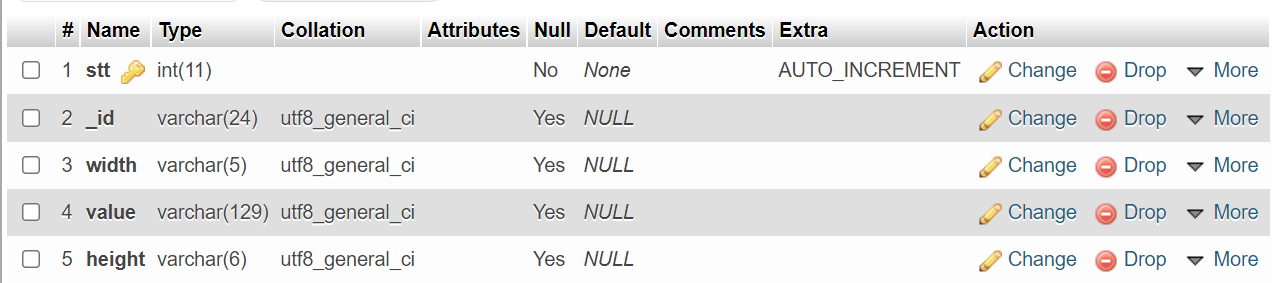 # Name Type Collation Attributes Null Default Comments Extra Action
1 stt int(11) No None AUTO_INCREMENT Change Drop More
2 _id varchar(24) utf8_general_ci Yes NULL Change Drop More
3 width varchar(5) utf8_general_ci Yes NULL Change Drop More
4 value varchar(129) utf8_general_ci Yes NULL Change Drop More
5 height varchar(6) utf8_general_ci Yes NULL Change Drop More